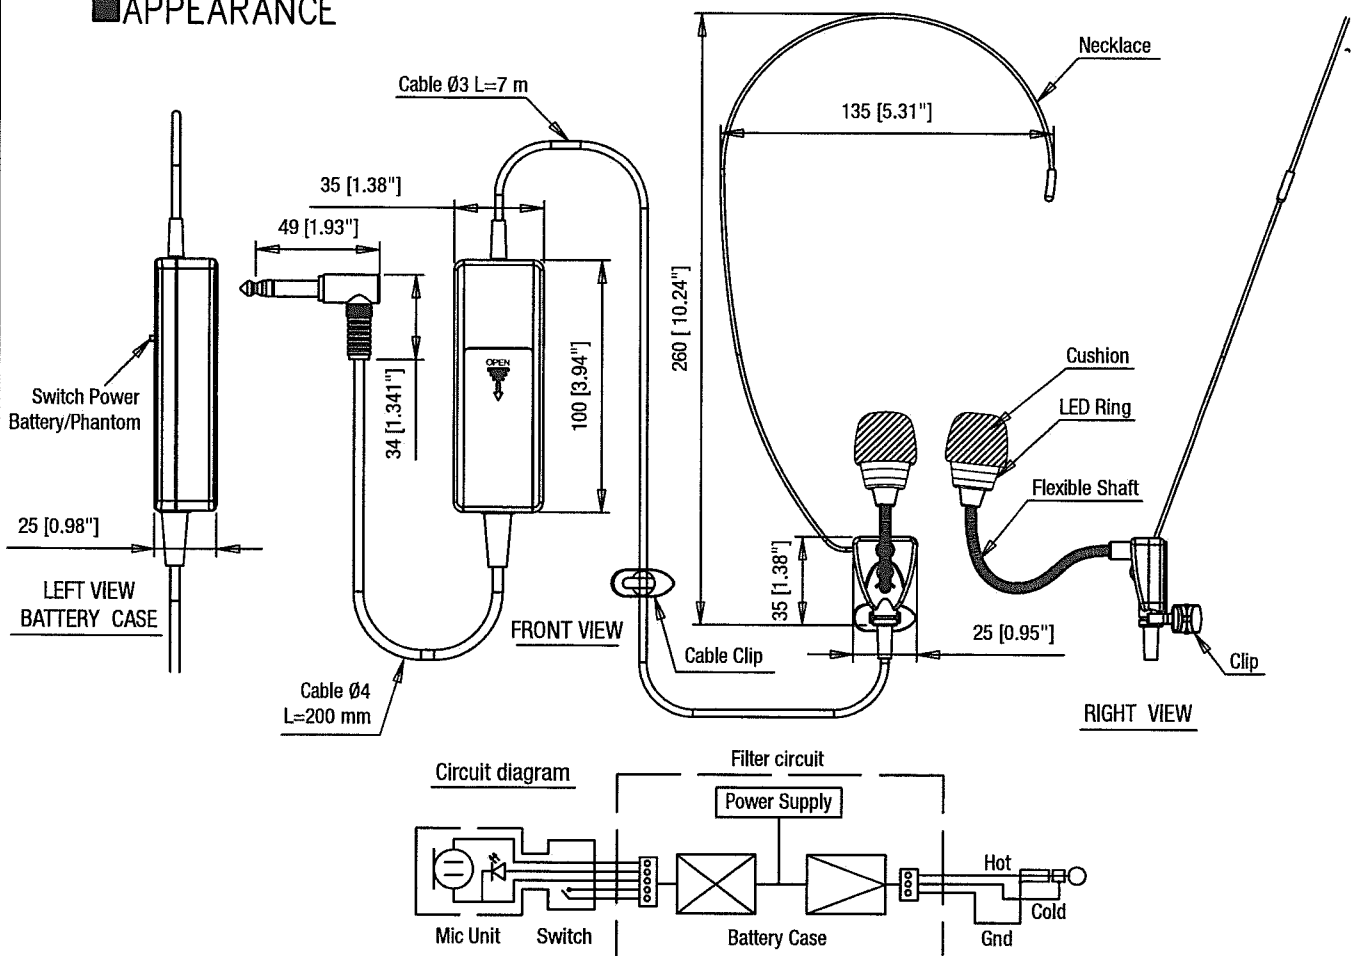 APPEARANCE
Necklace
Cable Ø3 L=7 m
135 [5.31"]
35 [1.38"]
49 [1.93"]
260 [ 10.24"]
OPEN
100 [3.94"]
34 [1.341"]
Switch Power
Battery/Phantom
Cushion
LED Ring
Flexible Shaft
25 [0.98"]
35 [1.38"]
LEFT VIEW
BATTERY CASE
FRONT VIEW
25 [0.95"]
Cable Clip
Clip
Cable Ø4
L=200 mm
RIGHT VIEW
Circuit diagram
Filter circuit
Power Supply
Hot
Cold
Mic Unit
Switch
Battery Case
Gnd